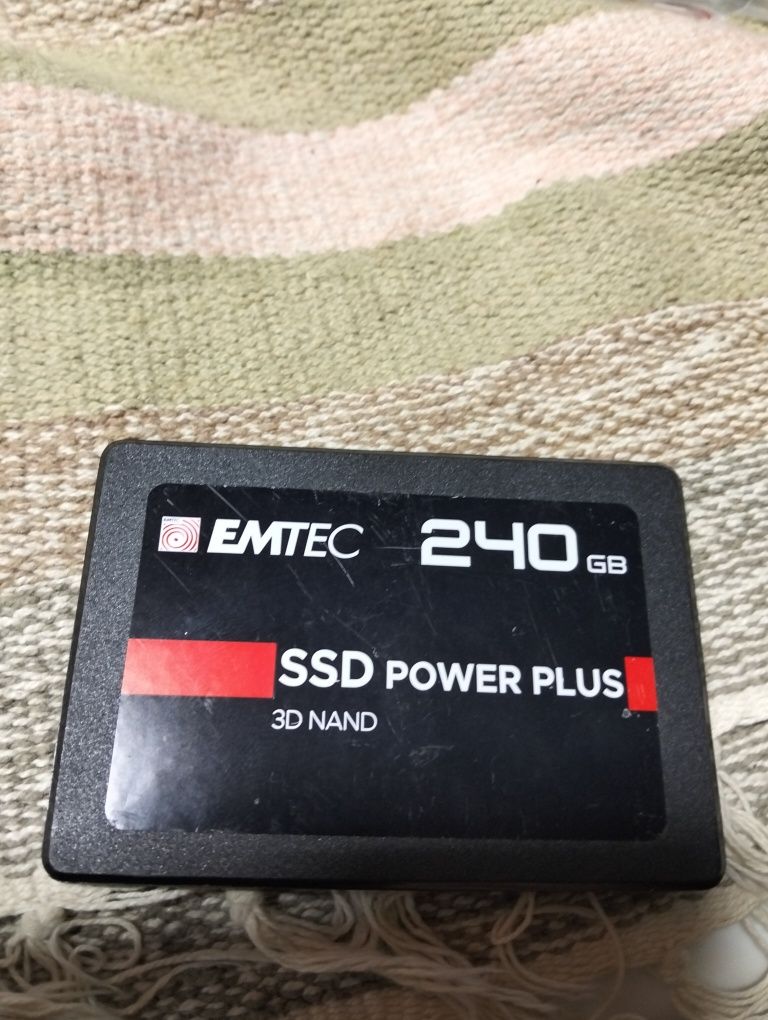 EMTEC 240 GB
SSD POWER PLUS
3D NAND